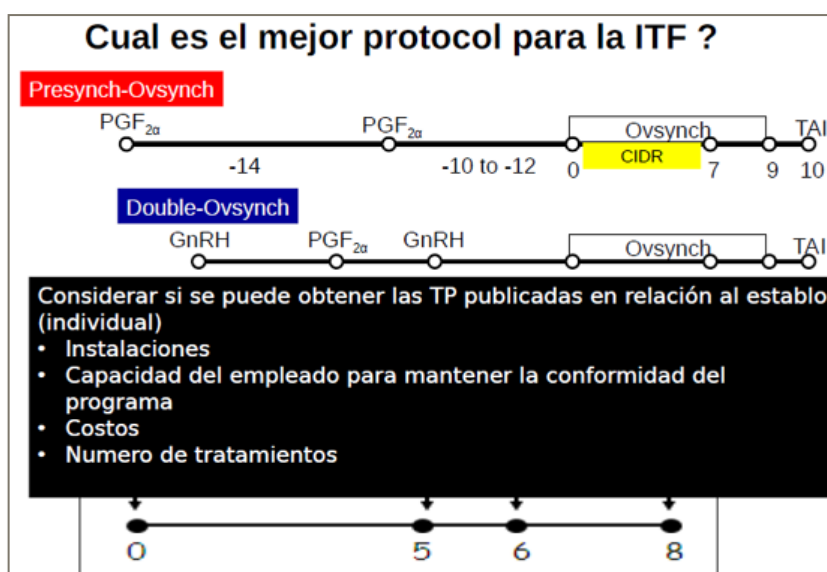 Cual es el mejor protocol para la ITF ?
Presynch-Ovsynch
PGF2α PGF2α Ovsynch TAI
CIDR
-14 -10 to -12 0 7 9 10
Double-Ovsynch
GnRH PGF2α GnRH Ovsynch TAI
Considerar si se puede obtener las TP publicadas en relación al establo
(individual)
• Instalaciones
• Capacidad del empleado para mantener la conformidad del
programa
• Costos
• Numero de tratamientos
0 5 6 8